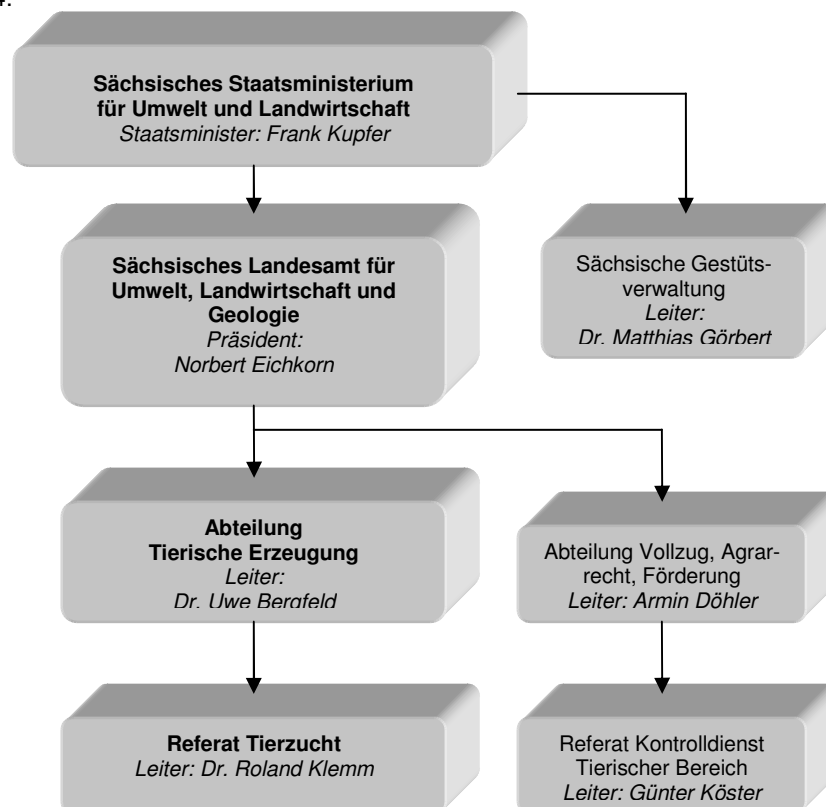 Sächsisches Staatsministerium
für Umwelt und Landwirtschaft
Staatsminister: Frank Kupfer
Sächsisches Landesamt für
Umwelt, Landwirtschaft und
Geologie
Präsident:
Norbert Eichkorn
Sächsische Gestüts-
verwaltung
Leiter:
Dr. Matthias Görbert
Abteilung
Tierische Erzeugung
Leiter:
Dr. Uwe Bergfeld
Abteilung Vollzug, Agrar-
recht, Förderung
Leiter: Armin Döhler
Referat Tierzucht
Leiter: Dr. Roland Klemm
Referat Kontrolldienst
Tierischer Bereich
Leiter: Günter Köster